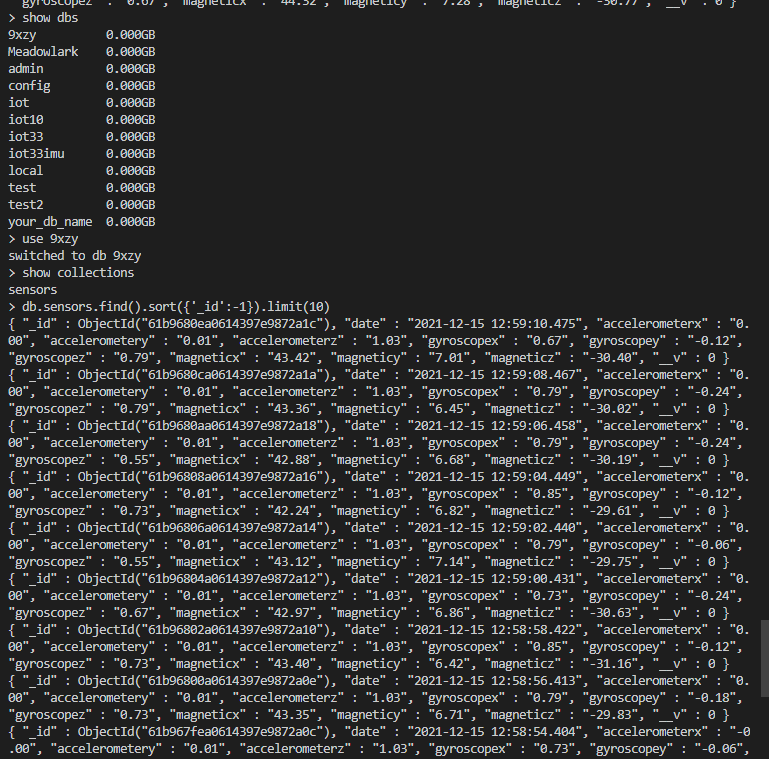 gyroscopez" : "0.67", "magneticx" : "44.32", "magneticy" : "7.28", "magneticz" : "-30.77", "__v" : 0 }
> show dbs
9xzy 0.000GB
Meadowlark 0.000GB
admin 0.000GB
config 0.000GB
iot 0.000GB
iot10 0.000GB
iot33 0.000GB
iot33imu 0.000GB
local 0.000GB
test 0.000GB
test2 0.000GB
your_db_name 0.000GB
> use 9xzy
switched to db 9xzy
> show collections
sensors
> db.sensors.find().sort({'_id':-1}).limit(10)
{ "_id" : ObjectId("61b9680ea0614397e9872a1c"), "date" : "2021-12-15 12:59:10.475", "accelerometerx" : "0.
00", "accelerometery" : "0.01", "accelerometerz" : "1.03", "gyroscopex" : "0.67", "gyroscopey" : "-0.12",
"gyroscopez" : "0.79", "magneticx" : "43.42", "magneticy" : "7.01", "magneticz" : "-30.40", "__v" : 0 }
{ "_id" : ObjectId("61b9680ca0614397e9872a1a"), "date" : "2021-12-15 12:59:08.467", "accelerometerx" : "0.
00", "accelerometery" : "0.01", "accelerometerz" : "1.03", "gyroscopex" : "0.79", "gyroscopey" : "-0.24",
"gyroscopez" : "0.79", "magneticx" : "43.36", "magneticy" : "6.45", "magneticz" : "-30.02", "__v" : 0 }
{ "_id" : ObjectId("61b9680aa0614397e9872a18"), "date" : "2021-12-15 12:59:06.458", "accelerometerx" : "0.
00", "accelerometery" : "0.01", "accelerometerz" : "1.03", "gyroscopex" : "0.79", "gyroscopey" : "-0.24",
"gyroscopez" : "0.55", "magneticx" : "42.88", "magneticy" : "6.68", "magneticz" : "-30.19", "__v" : 0 }
{ "_id" : ObjectId("61b96808a0614397e9872a16"), "date" : "2021-12-15 12:59:04.449", "accelerometerx" : "0.
00", "accelerometery" : "0.01", "accelerometerz" : "1.03", "gyroscopex" : "0.85", "gyroscopey" : "-0.12",
"gyroscopez" : "0.73", "magneticx" : "42.24", "magneticy" : "6.82", "magneticz" : "-29.61", "__v" : 0 }
{ "_id" : ObjectId("61b96806a0614397e9872a14"), "date" : "2021-12-15 12:59:02.440", "accelerometerx" : "0.
00", "accelerometery" : "0.01", "accelerometerz" : "1.03", "gyroscopex" : "0.79", "gyroscopey" : "-0.06",
"gyroscopez" : "0.55", "magneticx" : "43.12", "magneticy" : "7.14", "magneticz" : "-29.75", "__v" : 0 }
{ "_id" : ObjectId("61b96804a0614397e9872a12"), "date" : "2021-12-15 12:59:00.431", "accelerometerx" : "0.
00", "accelerometery" : "0.01", "accelerometerz" : "1.03", "gyroscopex" : "0.73", "gyroscopey" : "-0.24",
"gyroscopez" : "0.67", "magneticx" : "42.97", "magneticy" : "6.86", "magneticz" : "-30.63", "__v" : 0 }
{ "_id" : ObjectId("61b96802a0614397e9872a10"), "date" : "2021-12-15 12:58:58.422", "accelerometerx" : "0.
00", "accelerometery" : "0.01", "accelerometerz" : "1.03", "gyroscopex" : "0.85", "gyroscopey" : "-0.12",
"gyroscopez" : "0.73", "magneticx" : "43.40", "magneticy" : "6.42", "magneticz" : "-31.16", "__v" : 0 }
{ "_id" : ObjectId("61b96800a0614397e9872a0e"), "date" : "2021-12-15 12:58:56.413", "accelerometerx" : "0.
00", "accelerometery" : "0.01", "accelerometerz" : "1.03", "gyroscopex" : "0.79", "gyroscopey" : "-0.18",
"gyroscopez" : "0.73", "magneticx" : "43.35", "magneticy" : "6.71", "magneticz" : "-29.83", "__v" : 0 }
{ "_id" : ObjectId("61b967fea0614397e9872a0c"), "date" : "2021-12-15 12:58:54.404", "accelerometerx" : "-0
.00", "accelerometery" : "0.01", "accelerometerz" : "1.03", "gyroscopex" : "0.73", "gyroscopey" : "-0.06",